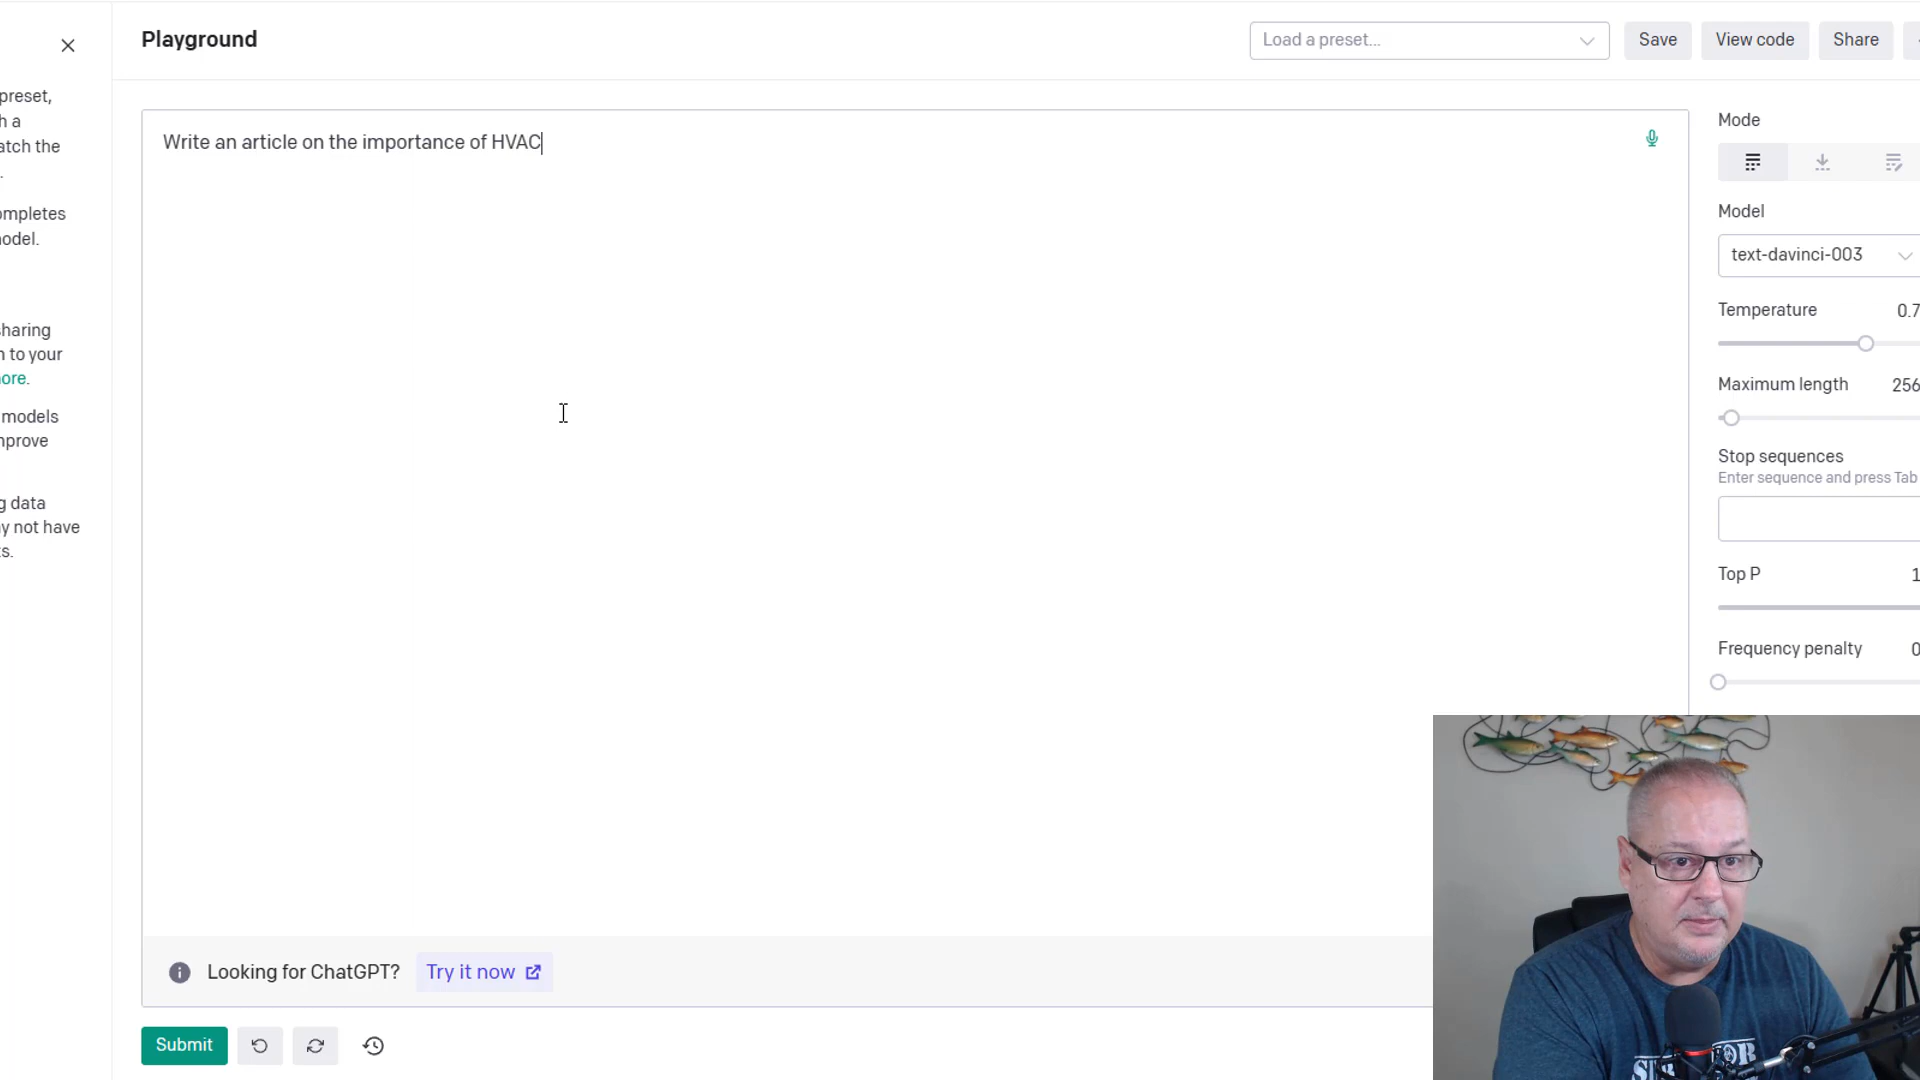 Playground
Load a preset...
Save
View code
Share
preset,
h a
atch the
.
ompletes
odel.
haring
n to your
ore.
models
nprove
g data
y not have
s.
Write an article on the importance of HVAC
Mode
Model
text-davinci-003
Temperature 0.7
Maximum length 256
Stop sequences
Enter sequence and press Tab
Top P 1
Frequency penalty 0
Looking for ChatGPT? Try it now
Submit